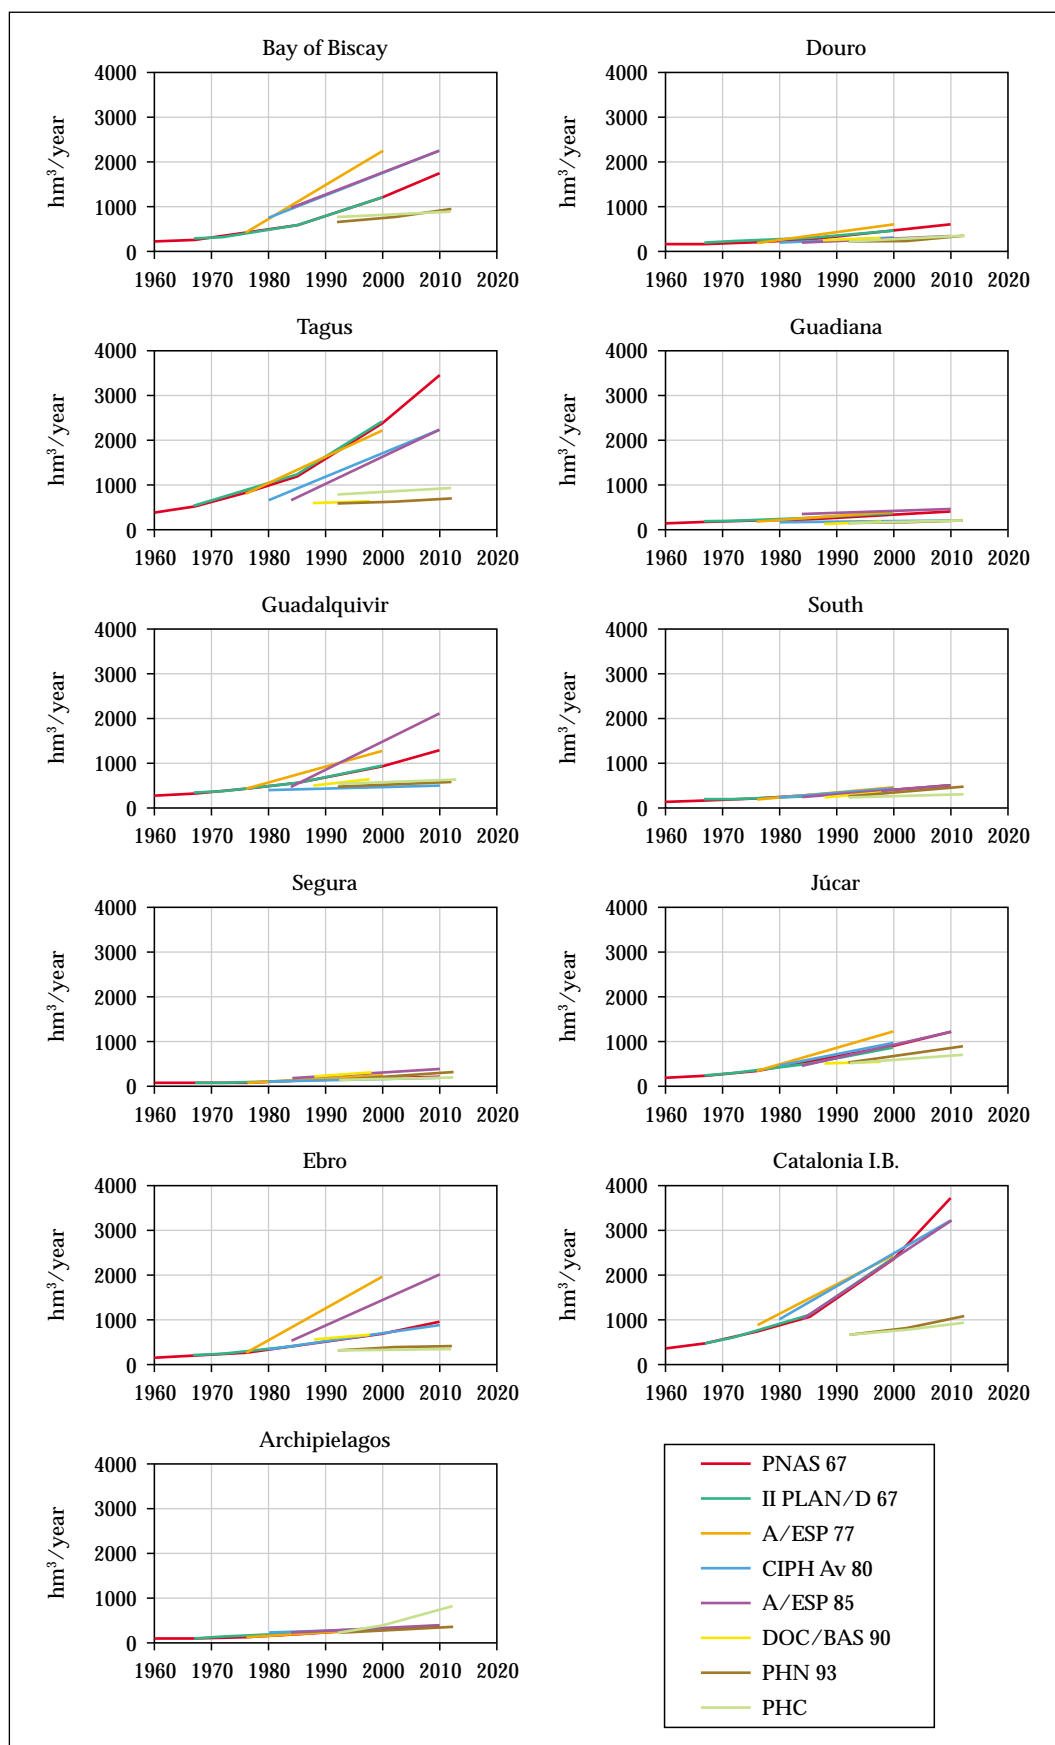 Bay of Biscay
hm³/year
4000
3000
2000
1000
0
1960 1970 1980 1990 2000 2010 2020
Douro
hm³/year
4000
3000
2000
1000
0
1960 1970 1980 1990 2000 2010 2020
Tagus
hm³/year
4000
3000
2000
1000
0
1960 1970 1980 1990 2000 2010 2020
Guadiana
hm³/year
4000
3000
2000
1000
0
1960 1970 1980 1990 2000 2010 2020
Guadalquivir
hm³/year
4000
3000
2000
1000
0
1960 1970 1980 1990 2000 2010 2020
South
hm³/year
4000
3000
2000
1000
0
1960 1970 1980 1990 2000 2010 2020
Segura
hm³/year
4000
3000
2000
1000
0
1960 1970 1980 1990 2000 2010 2020
Júcar
hm³/year
4000
3000
2000
1000
0
1960 1970 1980 1990 2000 2010 2020
Ebro
hm³/year
4000
3000
2000
1000
0
1960 1970 1980 1990 2000 2010 2020
Catalonia I.B.
hm³/year
4000
3000
2000
1000
0
1960 1970 1980 1990 2000 2010 2020
Archipielagos
hm³/year
4000
3000
2000
1000
0
1960 1970 1980 1990 2000 2010 2020
PNAS 67
II PLAN/D 67
A/ESP 77
CIPH Av 80
A/ESP 85
DOC/BAS 90
PHN 93
PHC